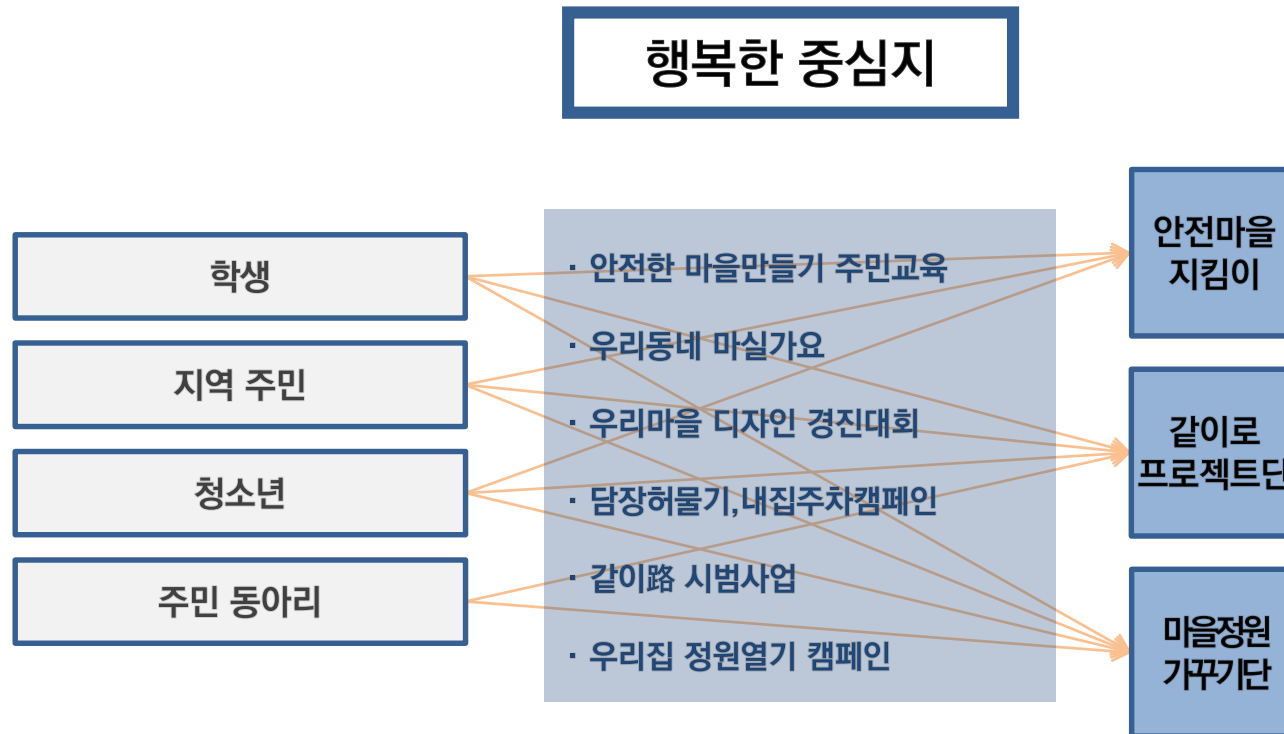 행복한 중심지
학생
지역 주민
청소년
주민 동아리
· 안전한 마을만들기 주민교육
· 우리동네 마실가요
· 우리마을 디자인 경진대회
· 담장허물기,내집주차캠페인
· 같이路 시범사업
· 우리집 정원열기 캠페인
안전마을
지킴이
같이로
프로젝트단
마을정원
가꾸기단